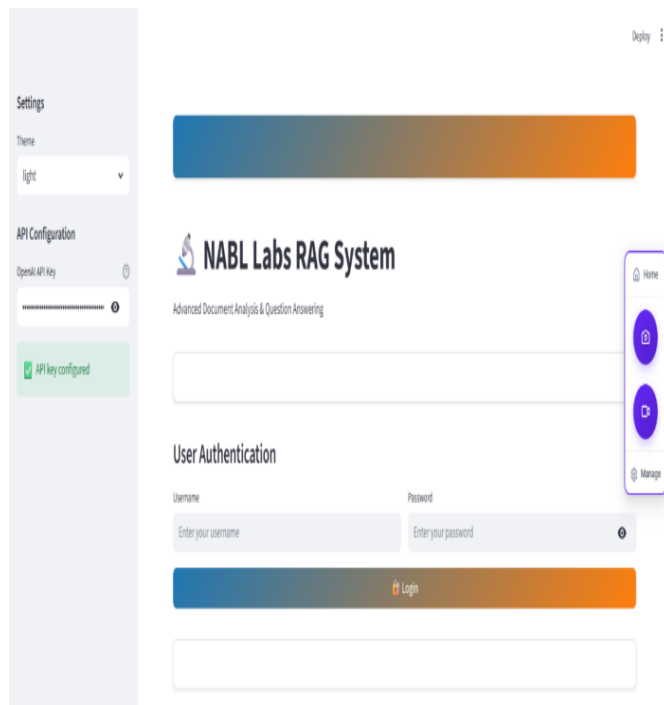 Deploy
Settings
Theme
light
API Configuration
OpenAI API Key
API key configured
NABL Labs RAG System
Advanced Document Analysis & Question Answering
User Authentication
Username
Password
Enter your username
Enter your password
Login
Home
Manage